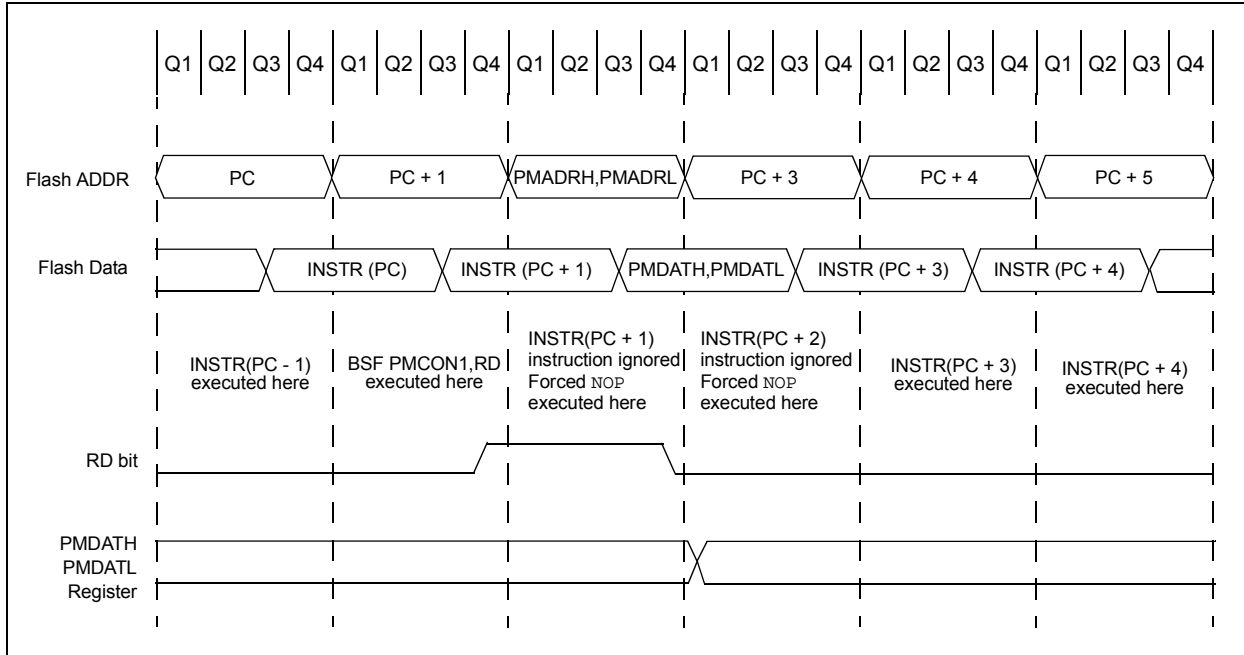 Q1 Q2 Q3 Q4 Q1 Q2 Q3 Q4 Q1 Q2 Q3 Q4 Q1 Q2 Q3 Q4 Q1 Q2 Q3 Q4 Q1 Q2 Q3 Q4
Flash ADDR PC PC + 1 PMADRH,PMADRL PC + 3 PC + 4 PC + 5
Flash Data INSTR (PC) INSTR (PC + 1) PMDATH,PMDATL INSTR (PC + 3) INSTR (PC + 4)
INSTR(PC - 1)
executed here
BSF PMCON1,RD
executed here
INSTR(PC + 1)
instruction ignored
Forced NOP
executed here
INSTR(PC + 2)
instruction ignored
Forced NOP
executed here
INSTR(PC + 3)
executed here
INSTR(PC + 4)
executed here
RD bit
PMDATH
PMDATL
Register